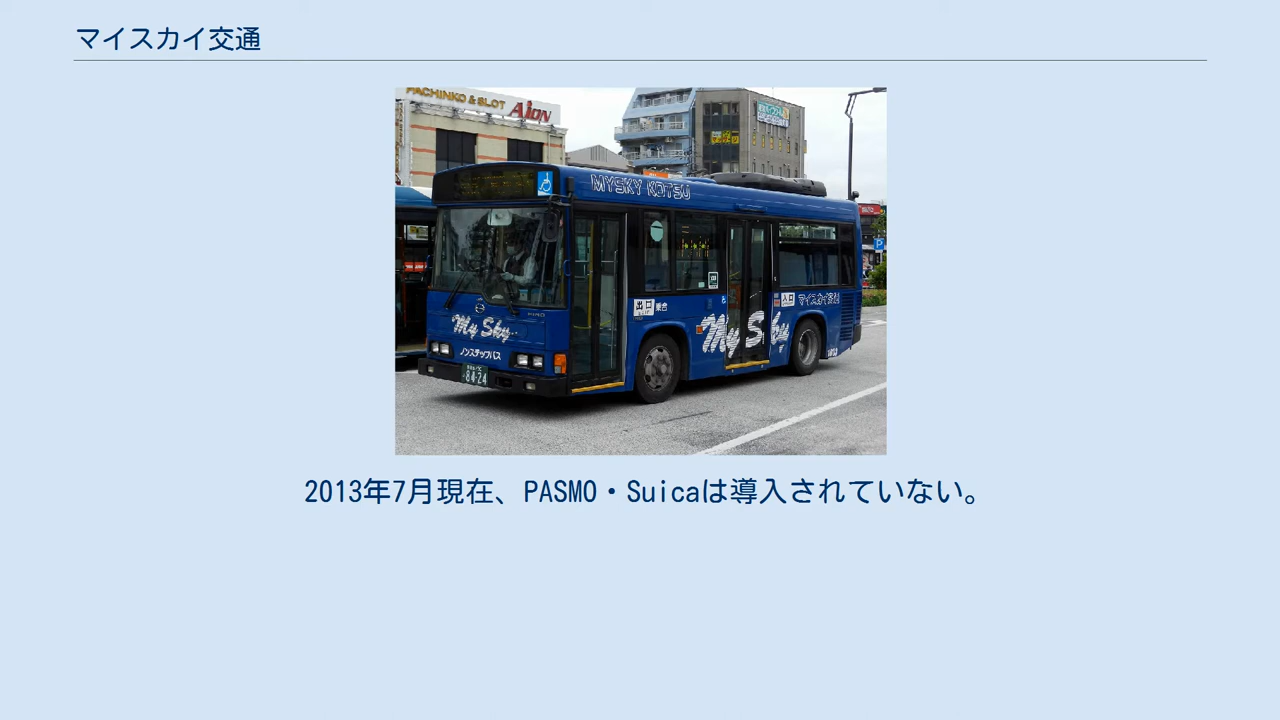 マイスカイ交通
PACHINKO & SLOT Aion
MYSKY KOTSU
出口
乗合
入口
マイスカイ交通
My Sky
My Sky
ノンステップバス
84-24
P
2013年7月現在、PASMO・Suicaは導入されていない。